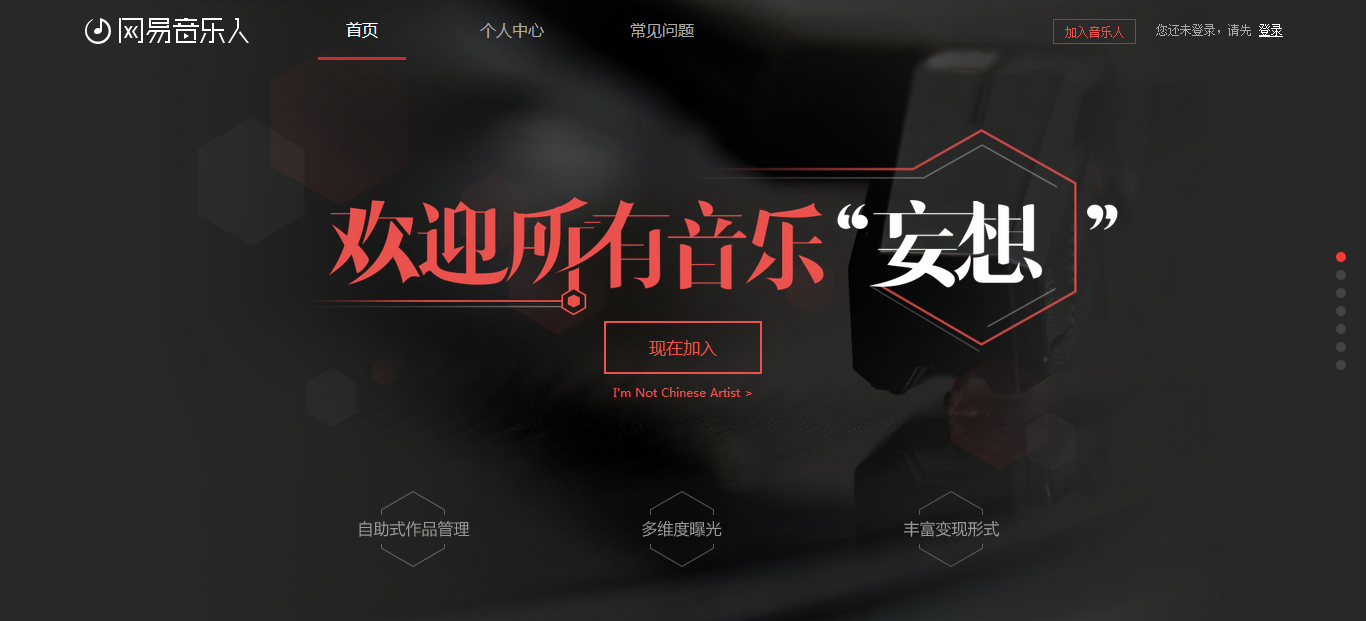 网易音乐人
首页
个人中心
常见问题
加入音乐人
您还未登录，请先 登录
欢迎所有音乐“妄想”
现在加入
I'm Not Chinese Artist >
自助式作品管理
多维度曝光
丰富变现形式